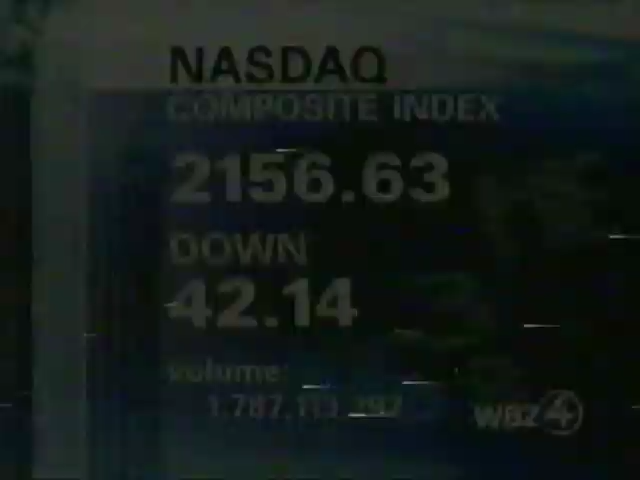 NASDAQ
COMPOSITE INDEX
2156.63
DOWN
42.14
volume:
WBZ 4